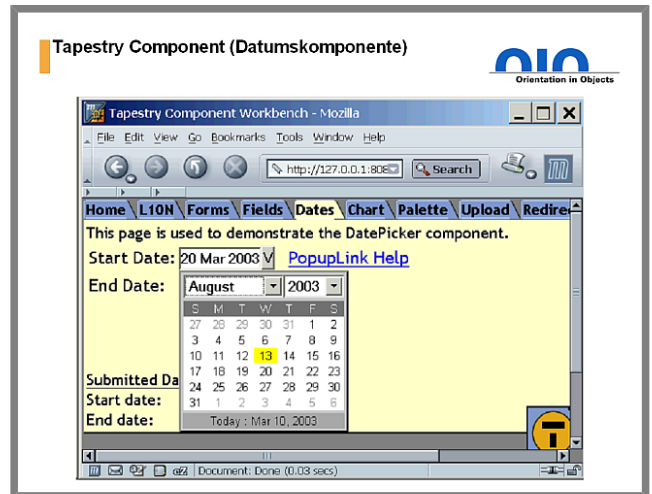 Tapestry Component (Datumskomponente)
OIO
Orientation in Objects
Tapestry Component Workbench - Mozilla
File Edit View Go Bookmarks Tools Window Help
http://127.0.0.1:808 Search
Home L10N Forms Fields Dates Chart Palette Upload Redire
This page is used to demonstrate the DatePicker component.
Start Date: 20 Mar 2003 V PopupLink Help
End Date: August 2003
S M T W T F S
27 28 29 30 31 1 2
3 4 5 6 7 8 9
10 11 12 13 14 15 16
17 18 19 20 21 22 23
Submitted Da 24 25 26 27 28 29 30
Start date: 31 1 2 3 4 5 6
End date: Today : Mar 10, 2003
Document: Done (0.03 secs)